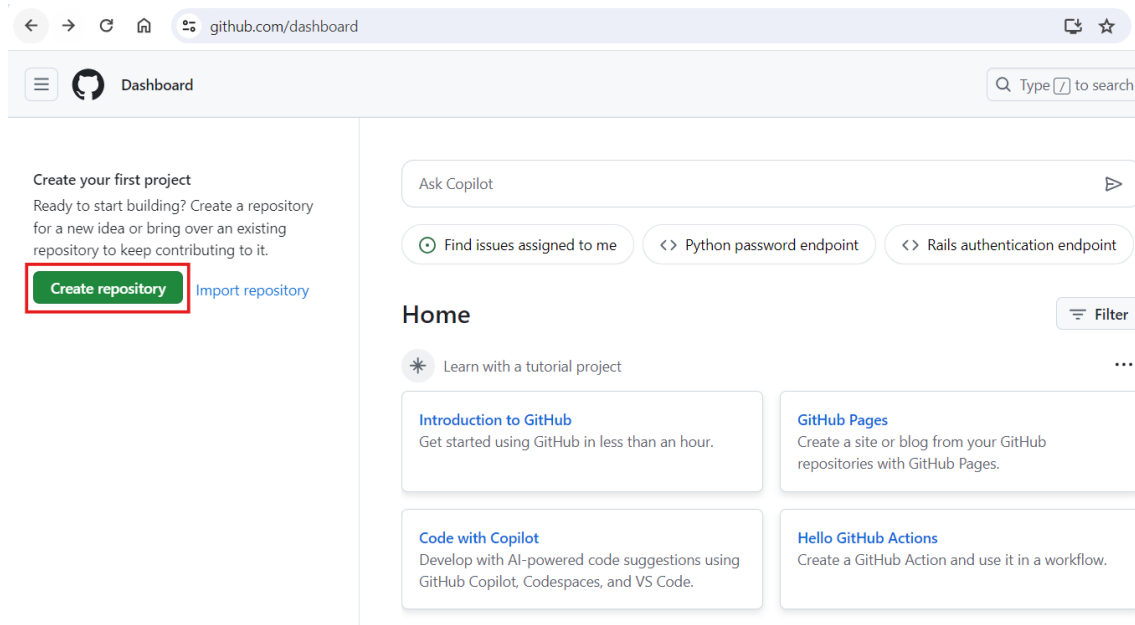 github.com/dashboard
Dashboard
Type / to search
Create your first project
Ready to start building? Create a repository
for a new idea or bring over an existing
repository to keep contributing to it.
Create repository
Import repository
Ask Copilot
Find issues assigned to me
Python password endpoint
Rails authentication endpoint
Home
Filter
Learn with a tutorial project
Introduction to GitHub
Get started using GitHub in less than an hour.
GitHub Pages
Create a site or blog from your GitHub
repositories with GitHub Pages.
Code with Copilot
Develop with AI-powered code suggestions using
GitHub Copilot, Codespaces, and VS Code.
Hello GitHub Actions
Create a GitHub Action and use it in a workflow.